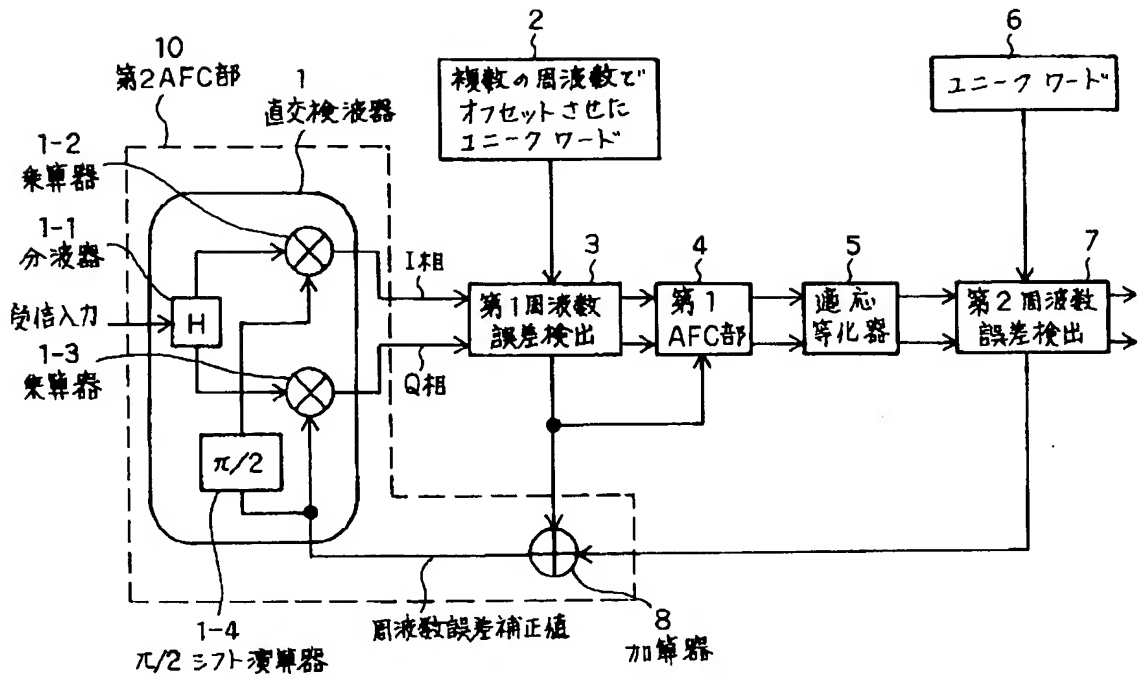 10
第2AFC部
1
直交検波器
2
複数の周波数で
オフセットさせた
ユニークワード
6
ユニークワード
1-2
乗算器
1-1
分波器
受信入力
1-3
乗算器
H
π/2
I相
Q相
3
第1周波数
誤差検出
4
第1
AFC部
5
適応
等化器
7
第2周波数
誤差検出
1-4
π/2シフト演算器
周波数誤差補正値
8
加算器